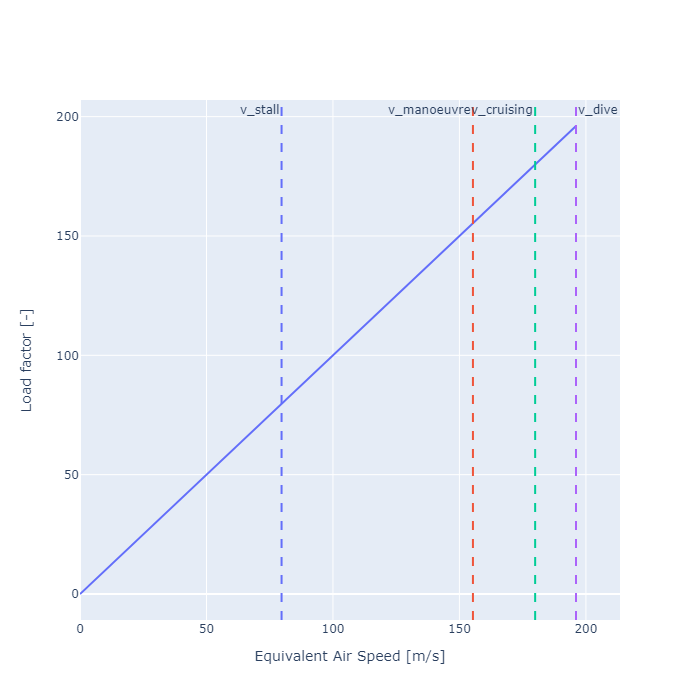 v_stall
v_manoeuvre
v_cruising
v_dive
200
150
100
50
0
Load factor [-]
0
50
100
150
200
Equivalent Air Speed [m/s]